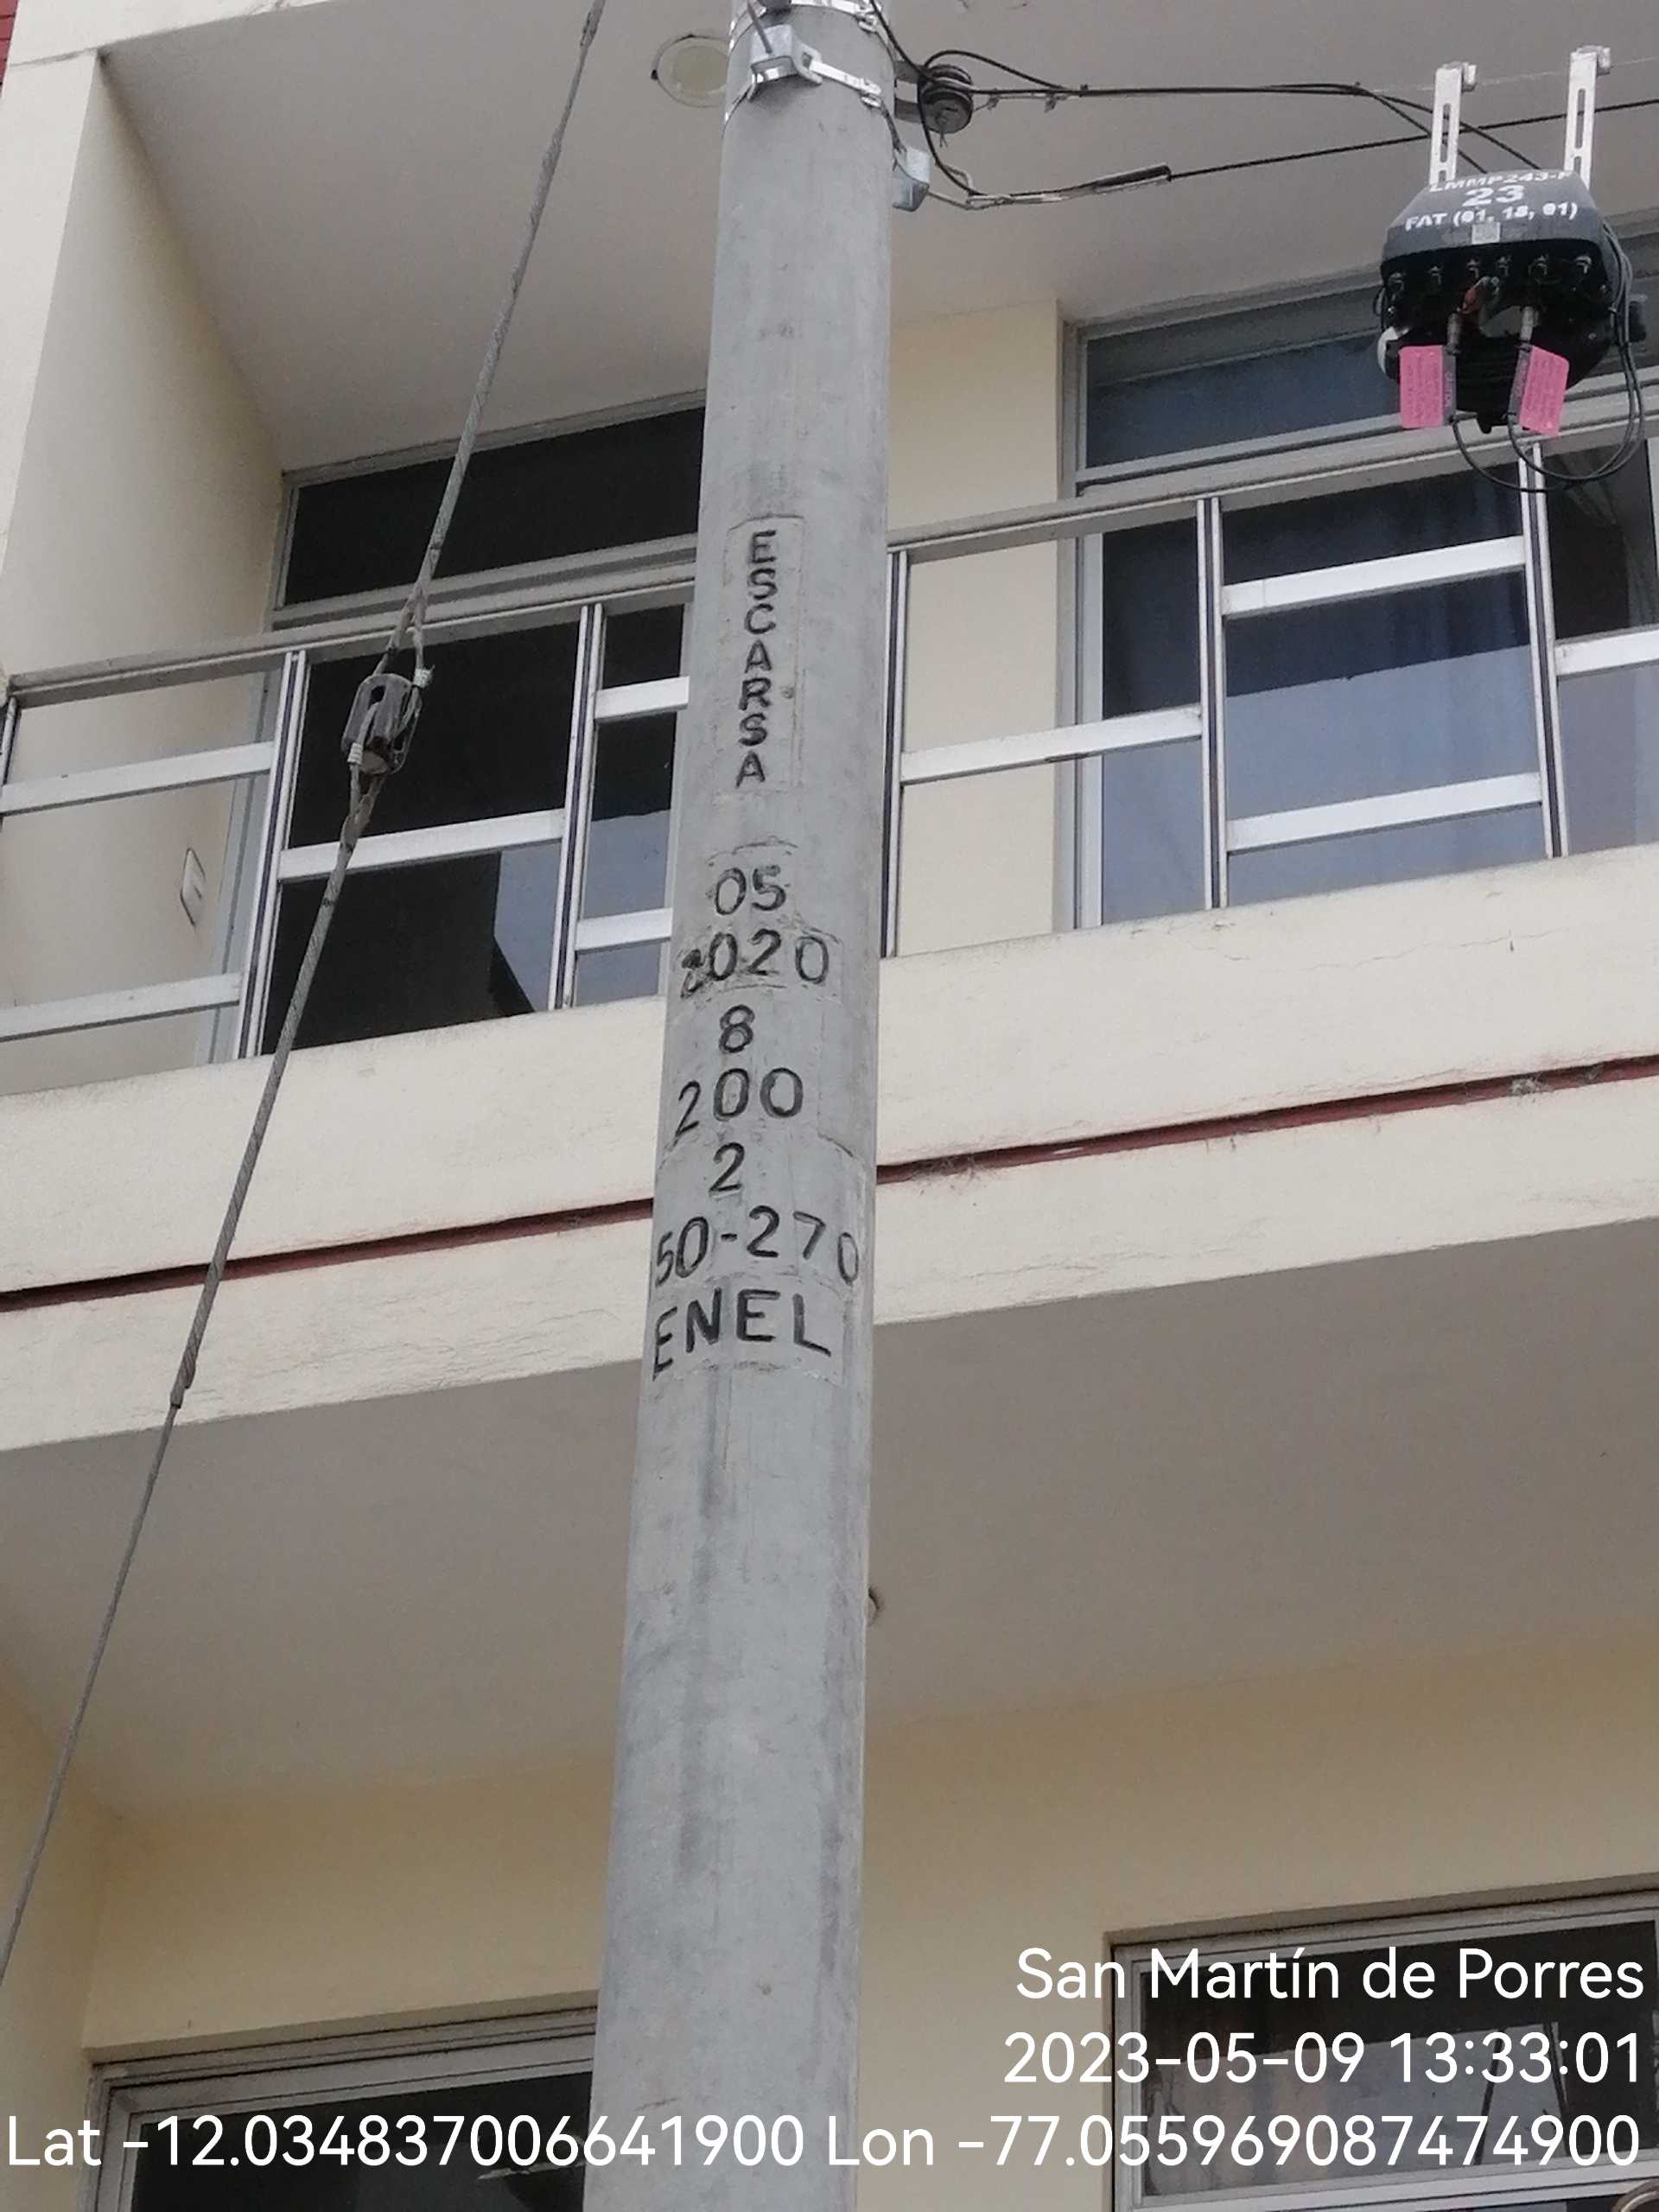 LMMP243-F
23
FAT (01, 18, 01)
ESCARSA
05
2020
8
200
2
50-270
ENEL
San Martín de Porres
2023-05-09 13:33:01
Lat -12.034837006641900 Lon -77.055969087474900